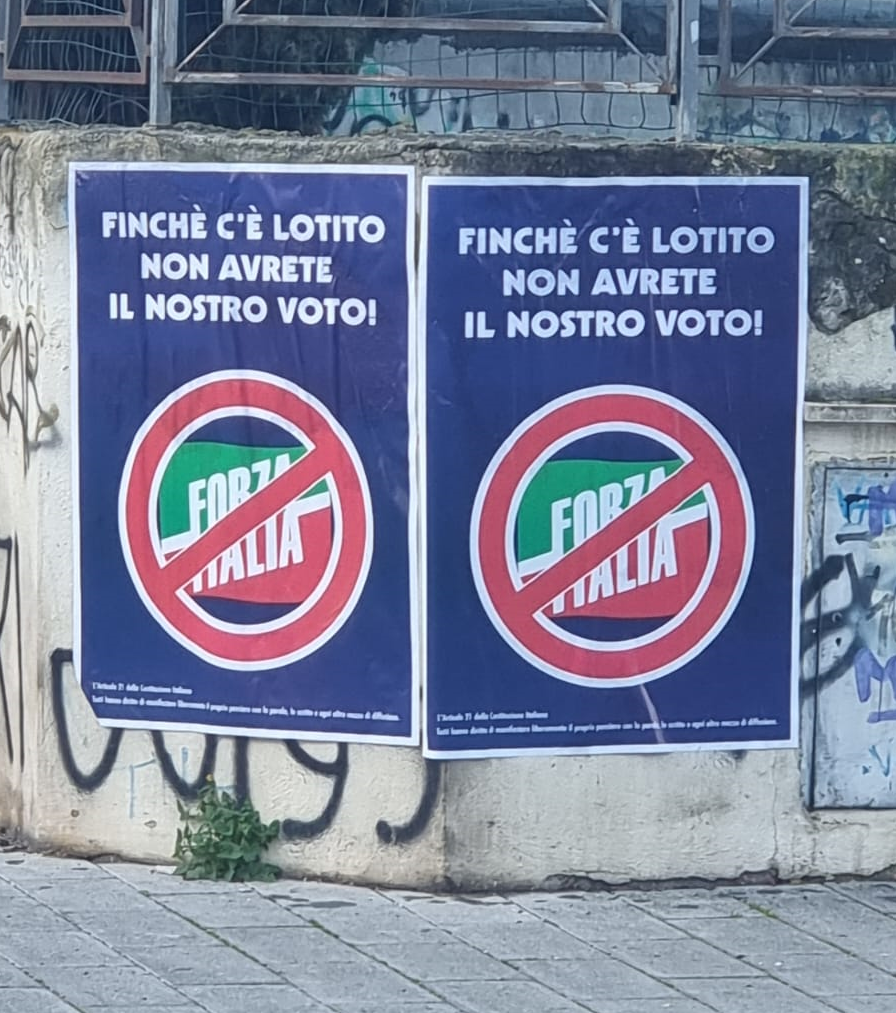 FINCHÈ C'È LOTITO
NON AVRETE
IL NOSTRO VOTO!
FORZA
ITALIA
L'Articolo 21 della Costituzione Italiana
Tutti hanno diritto di manifestare liberamente il proprio pensiero con la parola, lo scritto e ogni altro mezzo di diffusione.
FINCHÈ C'È LOTITO
NON AVRETE
IL NOSTRO VOTO!
FORZA
ITALIA
L'Articolo 21 della Costituzione Italiana
Tutti hanno diritto di manifestare liberamente il proprio pensiero con la parola, lo scritto e ogni altro mezzo di diffusione.